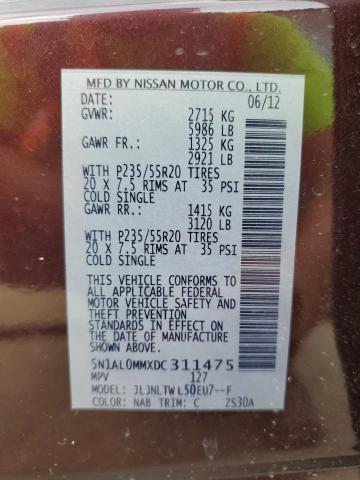 MFD BY NISSAN MOTOR CO., LTD.
DATE: 06/12
GVWR: 2715 KG
5986 LB
GAWR FR: 1325 KG
2921 LB
WITH P235/55R20 TIRES
20 X 7.5 RIMS AT 35 PSI
COLD SINGLE
GAWR RR: 1415 KG
3120 LB
WITH P235/55R20 TIRES
20 X 7.5 RIMS AT 35 PSI
COLD SINGLE
THIS VEHICLE CONFORMS TO
ALL APPLICABLE FEDERAL
MOTOR VEHICLE SAFETY AND
THEFT PREVENTION
STANDARDS IN EFFECT ON
THE DATE OF MANUFACTURE
SHOWN ABOVE.
5N1AL0MMXDC311475
MPV 127
MODEL: JLJNLTWL50EU7--F
COLOR: NAB TRIM: C 2S30A